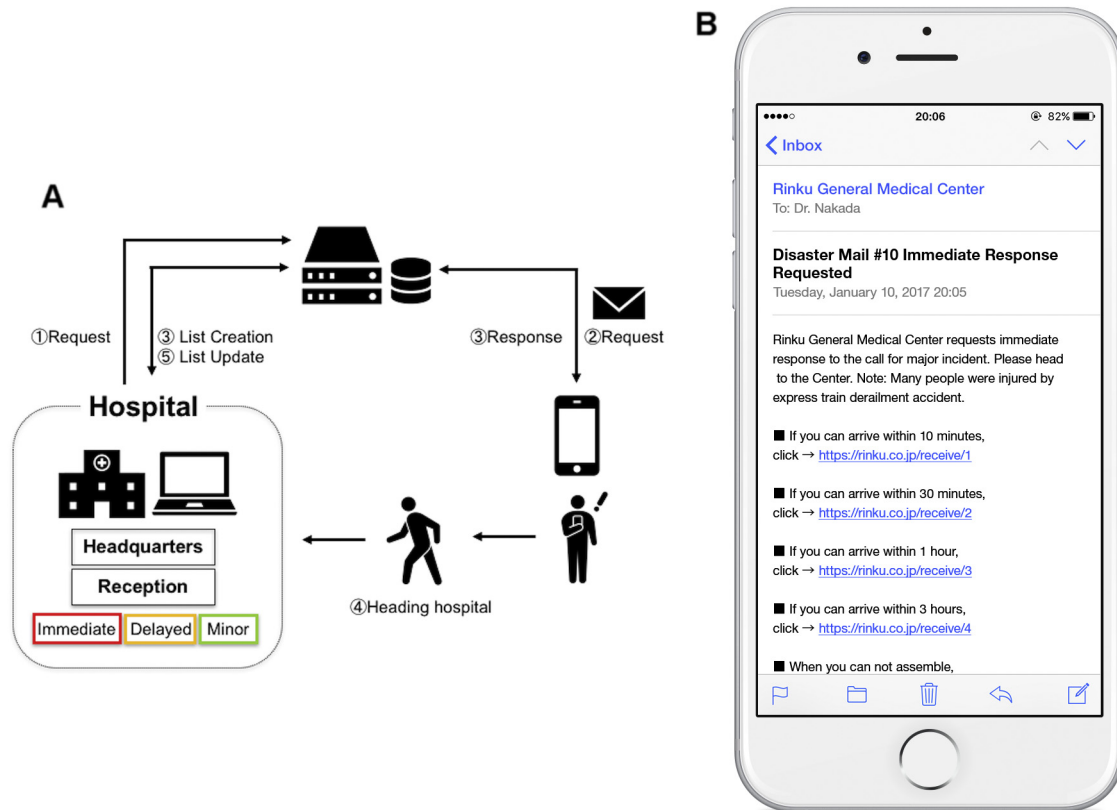 A
①Request
③ List Creation
⑤ List Update
③Response
②Request
Hospital
Headquarters
Reception
Immediate
Delayed
Minor
④Heading hospital
B
20:06
82%
Inbox
Rinku General Medical Center
To: Dr. Nakada
Disaster Mail #10 Immediate Response
Requested
Tuesday, January 10, 2017 20:05
Rinku General Medical Center requests immediate
response to the call for major incident. Please head
to the Center. Note: Many people were injured by
express train derailment accident.
■ If you can arrive within 10 minutes,
click → https://rinku.co.jp/receive/1
■ If you can arrive within 30 minutes,
click → https://rinku.co.jp/receive/2
■ If you can arrive within 1 hour,
click → https://rinku.co.jp/receive/3
■ If you can arrive within 3 hours,
click → https://rinku.co.jp/receive/4
■ When you can not assemble,